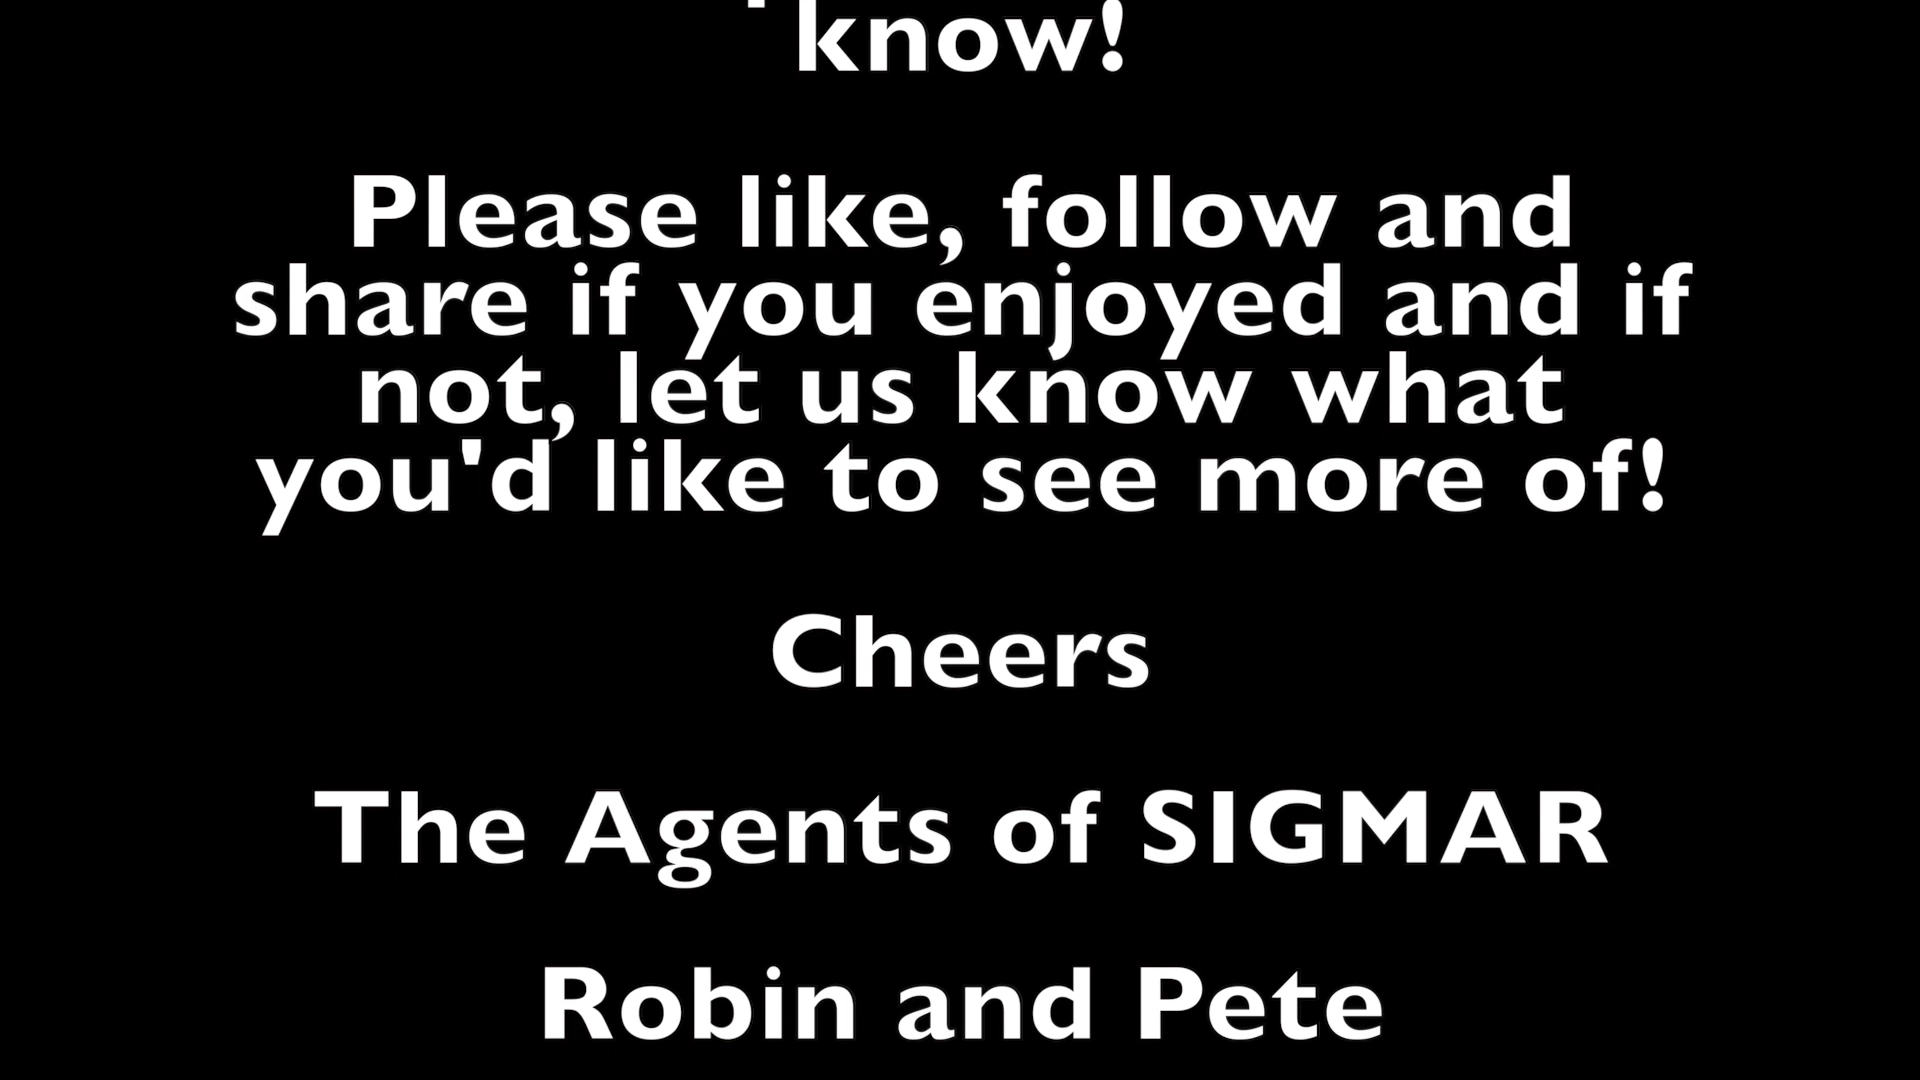 know!
Please like, follow and
share if you enjoyed and if
not, let us know what
you'd like to see more of!
Cheers
The Agents of SIGMAR
Robin and Pete